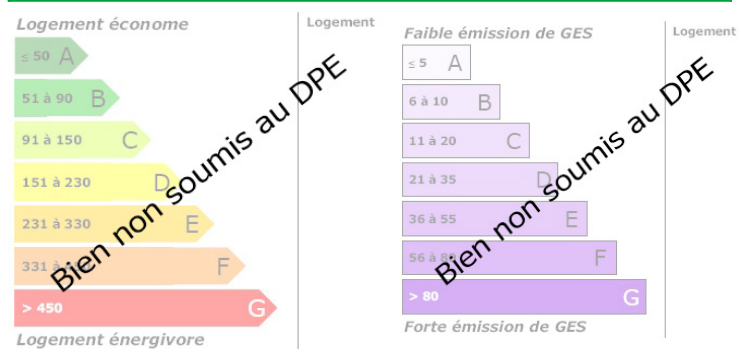 Logement économe
Logement
≤ 50 A
51 à 90 B
91 à 150 C
151 à 230 D
231 à 330 E
331 à F
> 450 G
Logement énergivore
Bien non soumis au DPE
Faible émission de GES
Logement
≤ 5 A
6 à 10 B
11 à 20 C
21 à 35 D
36 à 55 E
56 à 80 F
> 80 G
Forte émission de GES
Bien non soumis au DPE